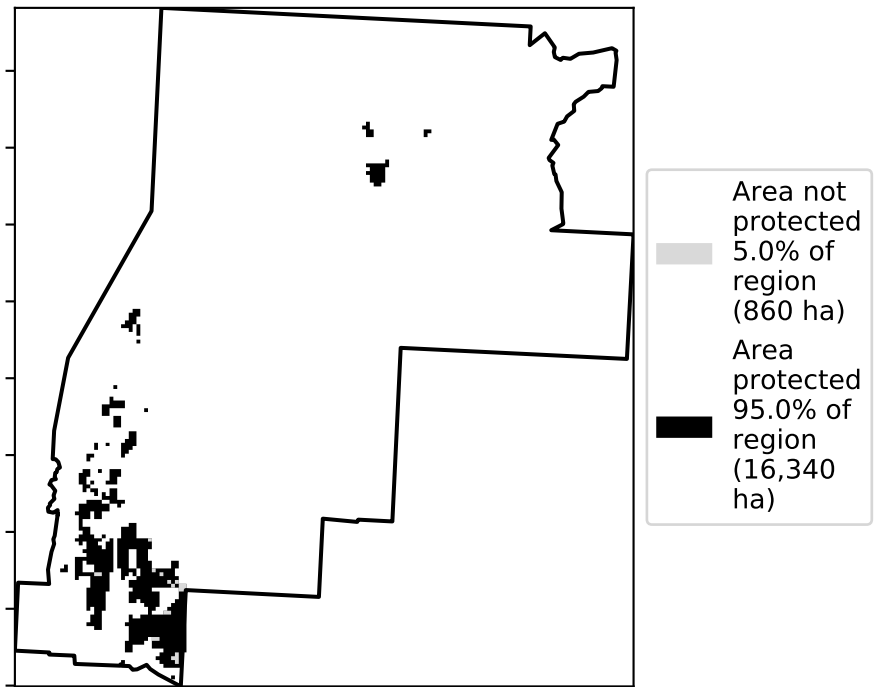 Area not
protected
5.0% of
region
(860 ha)
Area
protected
95.0% of
region
(16,340
ha)